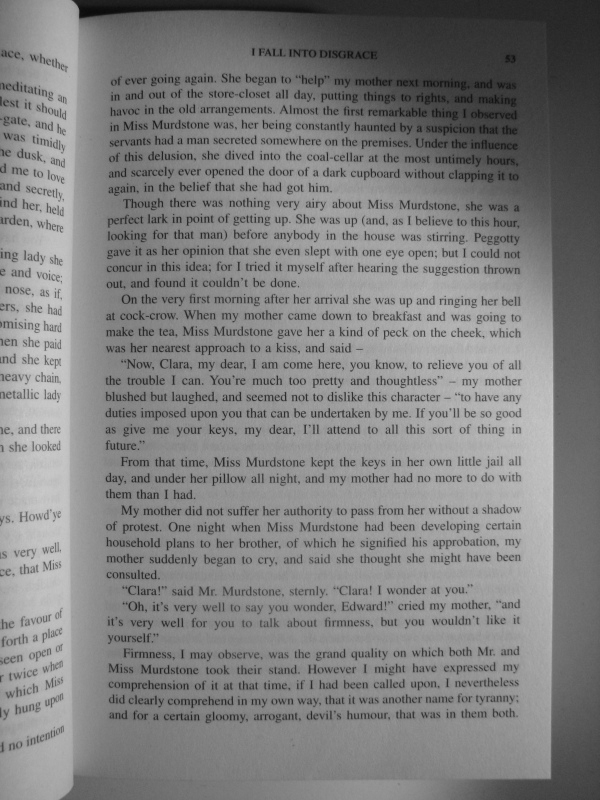 ace, whether
meditating an
lest it should
-gate, and he
was timidly
he dusk, and
d me to love
and secretly,
ind her, held
arden, where
ing lady she
e and voice;
nose, as if,
ers, she had
omising hard
hen she paid
and she kept
heavy chain,
metallic lady
ne, and there
n she looked
ys. Howd'ye
as very well,
ce, that Miss
the favour of
forth a place
seen open or
r twice when
which Miss
ly hung upon
d no intention
I FALL INTO DISGRACE 53
of ever going again. She began to “help” my mother next morning, and was
in and out of the store-closet all day, putting things to rights, and making
havoc in the old arrangements. Almost the first remarkable thing I observed
in Miss Murdstone was, her being constantly haunted by a suspicion that the
servants had a man secreted somewhere on the premises. Under the influence
of this delusion, she dived into the coal-cellar at the most untimely hours,
and scarcely ever opened the door of a dark cupboard without clapping it to
again, in the belief that she had got him.
Though there was nothing very airy about Miss Murdstone, she was a
perfect lark in point of getting up. She was up (and, as I believe to this hour,
looking for that man) before anybody in the house was stirring. Peggotty
gave it as her opinion that she even slept with one eye open; but I could not
concur in this idea; for I tried it myself after hearing the suggestion thrown
out, and found it couldn't be done.
On the very first morning after her arrival she was up and ringing her bell
at cock-crow. When my mother came down to breakfast and was going to
make the tea, Miss Murdstone gave her a kind of peck on the cheek, which
was her nearest approach to a kiss, and said –
“Now, Clara, my dear, I am come here, you know, to relieve you of all
the trouble I can. You're much too pretty and thoughtless” – my mother
blushed but laughed, and seemed not to dislike this character – “to have any
duties imposed upon you that can be undertaken by me. If you'll be so good
as give me your keys, my dear, I'll attend to all this sort of thing in
future.”
From that time, Miss Murdstone kept the keys in her own little jail all
day, and under her pillow all night, and my mother had no more to do with
them than I had.
My mother did not suffer her authority to pass from her without a shadow
of protest. One night when Miss Murdstone had been developing certain
household plans to her brother, of which he signified his approbation, my
mother suddenly began to cry, and said she thought she might have been
consulted.
“Clara!” said Mr. Murdstone, sternly. “Clara! I wonder at you.”
“Oh, it's very well to say you wonder, Edward!” cried my mother, “and
it's very well for you to talk about firmness, but you wouldn't like it
yourself.”
Firmness, I may observe, was the grand quality on which both Mr. and
Miss Murdstone took their stand. However I might have expressed my
comprehension of it at that time, if I had been called upon, I nevertheless
did clearly comprehend in my own way, that it was another name for tyranny;
and for a certain gloomy, arrogant, devil's humour, that was in them both.